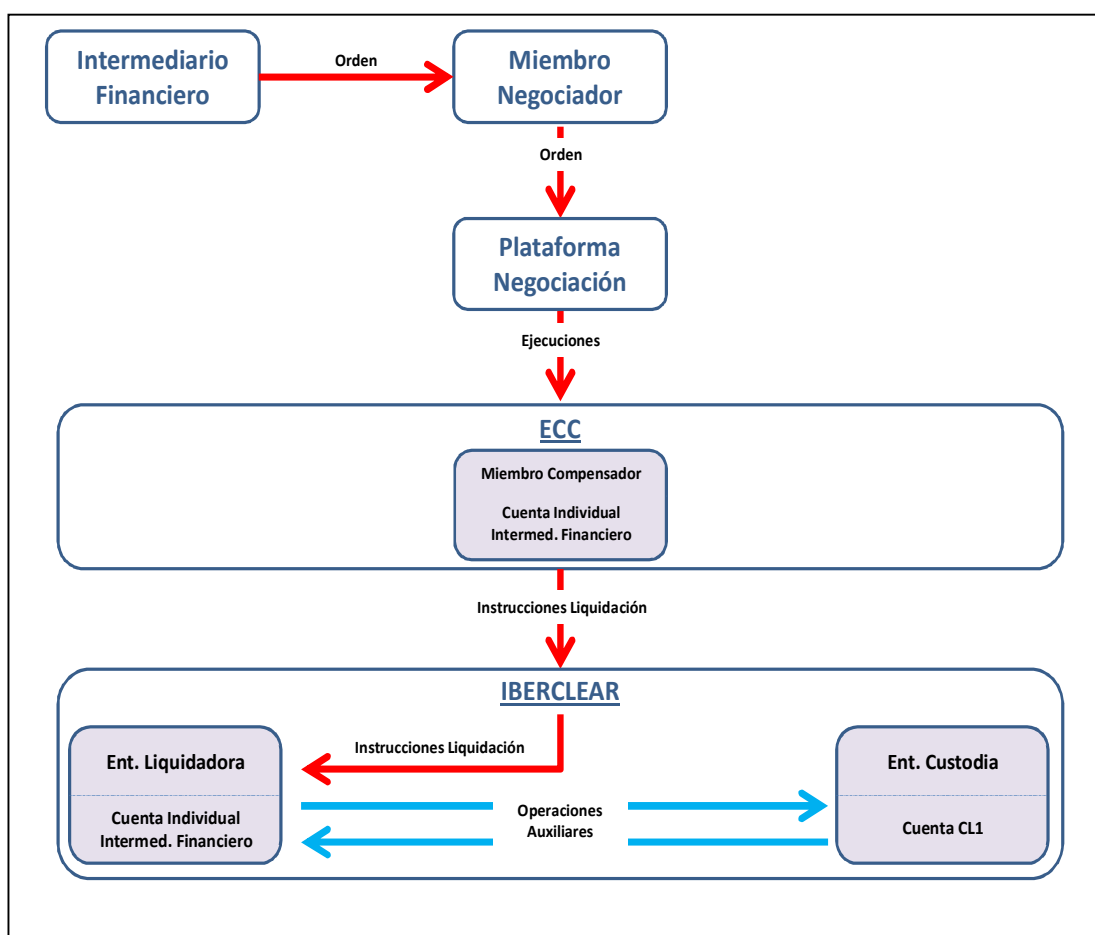 Intermediario
Financiero
Orden
Miembro
Negociador
Orden
Plataforma
Negociación
Ejecuciones
ECC
Miembro Compensador
Cuenta Individual
Intermed. Financiero
Instrucciones Liquidación
IBERCLEAR
Ent. Liquidadora
Instrucciones Liquidación
Ent. Custodia
Operaciones
Auxiliares
Cuenta Individual
Intermed. Financiero
Cuenta CL1